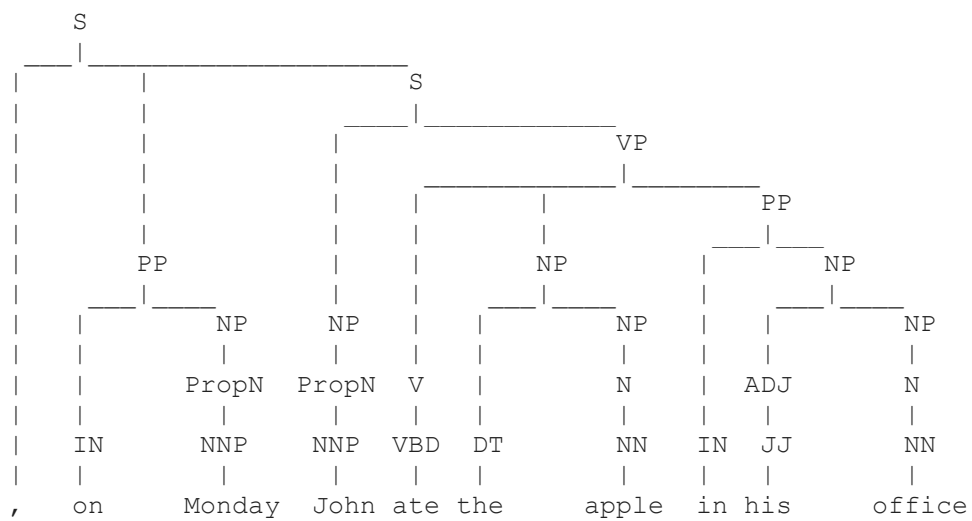 S
S
VP
PP
PP NP NP
NP NP NP NP
PropN PropN V N ADJ N
IN NNP NNP VBD DT NN IN JJ NN
, on Monday John ate the apple in his office